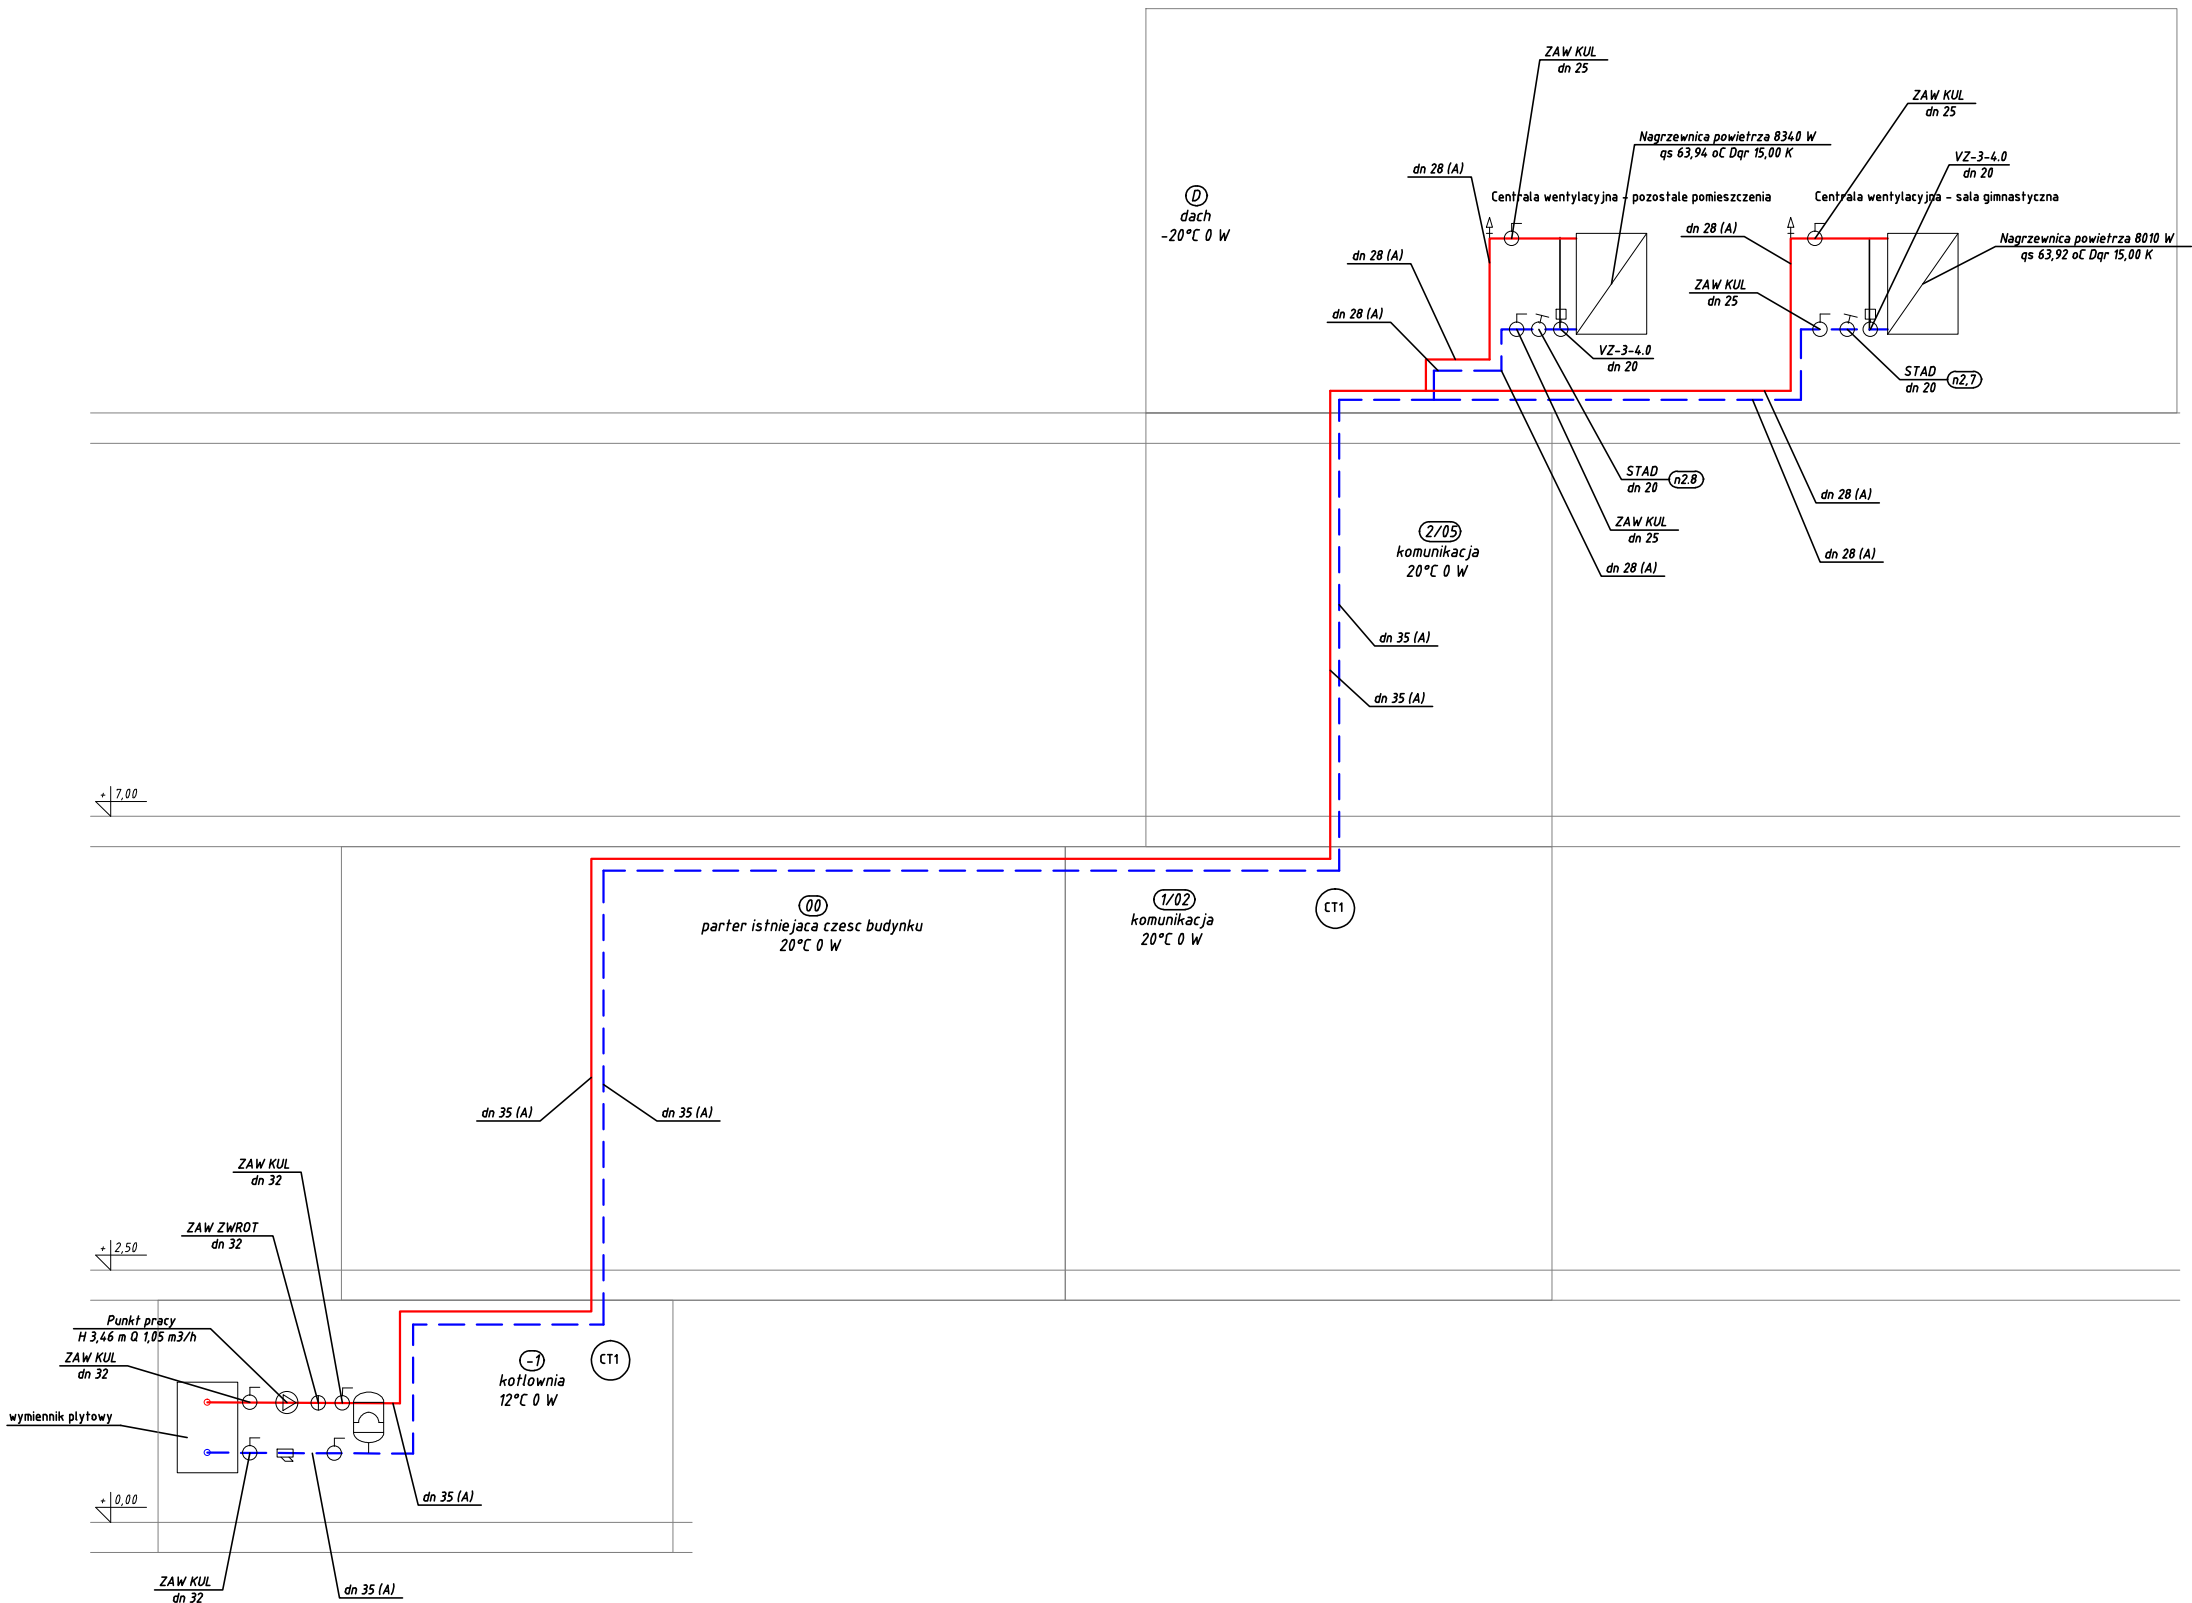 ZAW KUL
dn 25
ZAW KUL
dn 25
Nagrzewnica powietrza 8340 W
qs 63,94 oC Dqr 15,00 K
VZ-3-4.0
dn 20
dn 28 (A)
D
dach
-20°C 0 W
Centrala wentylacyjna - pozostale pomieszczenia
Centrala wentylacyjna - sala gimnastyczna
dn 28 (A)
Nagrzewnica powietrza 8010 W
qs 63,92 oC Dqr 15,00 K
dn 28 (A)
ZAW KUL
dn 25
dn 28 (A)
VZ-3-4.0
dn 20
STAD
dn 20
n2,7
STAD
dn 20
n2.8
dn 28 (A)
ZAW KUL
dn 25
2/05
komunikacja
20°C 0 W
dn 28 (A)
dn 28 (A)
dn 35 (A)
dn 35 (A)
+ 7,00
00
parter istniejaca czesc budynku
20°C 0 W
1/02
komunikacja
20°C 0 W
CT1
dn 35 (A)
dn 35 (A)
ZAW KUL
dn 32
ZAW ZWROT
dn 32
+ 2,50
Punkt pracy
H 3,46 m Q 1,05 m3/h
ZAW KUL
dn 32
-1
kotłownia
12°C 0 W
CT1
wymiennik plytowy
dn 35 (A)
+ 0,00
ZAW KUL
dn 32
dn 35 (A)